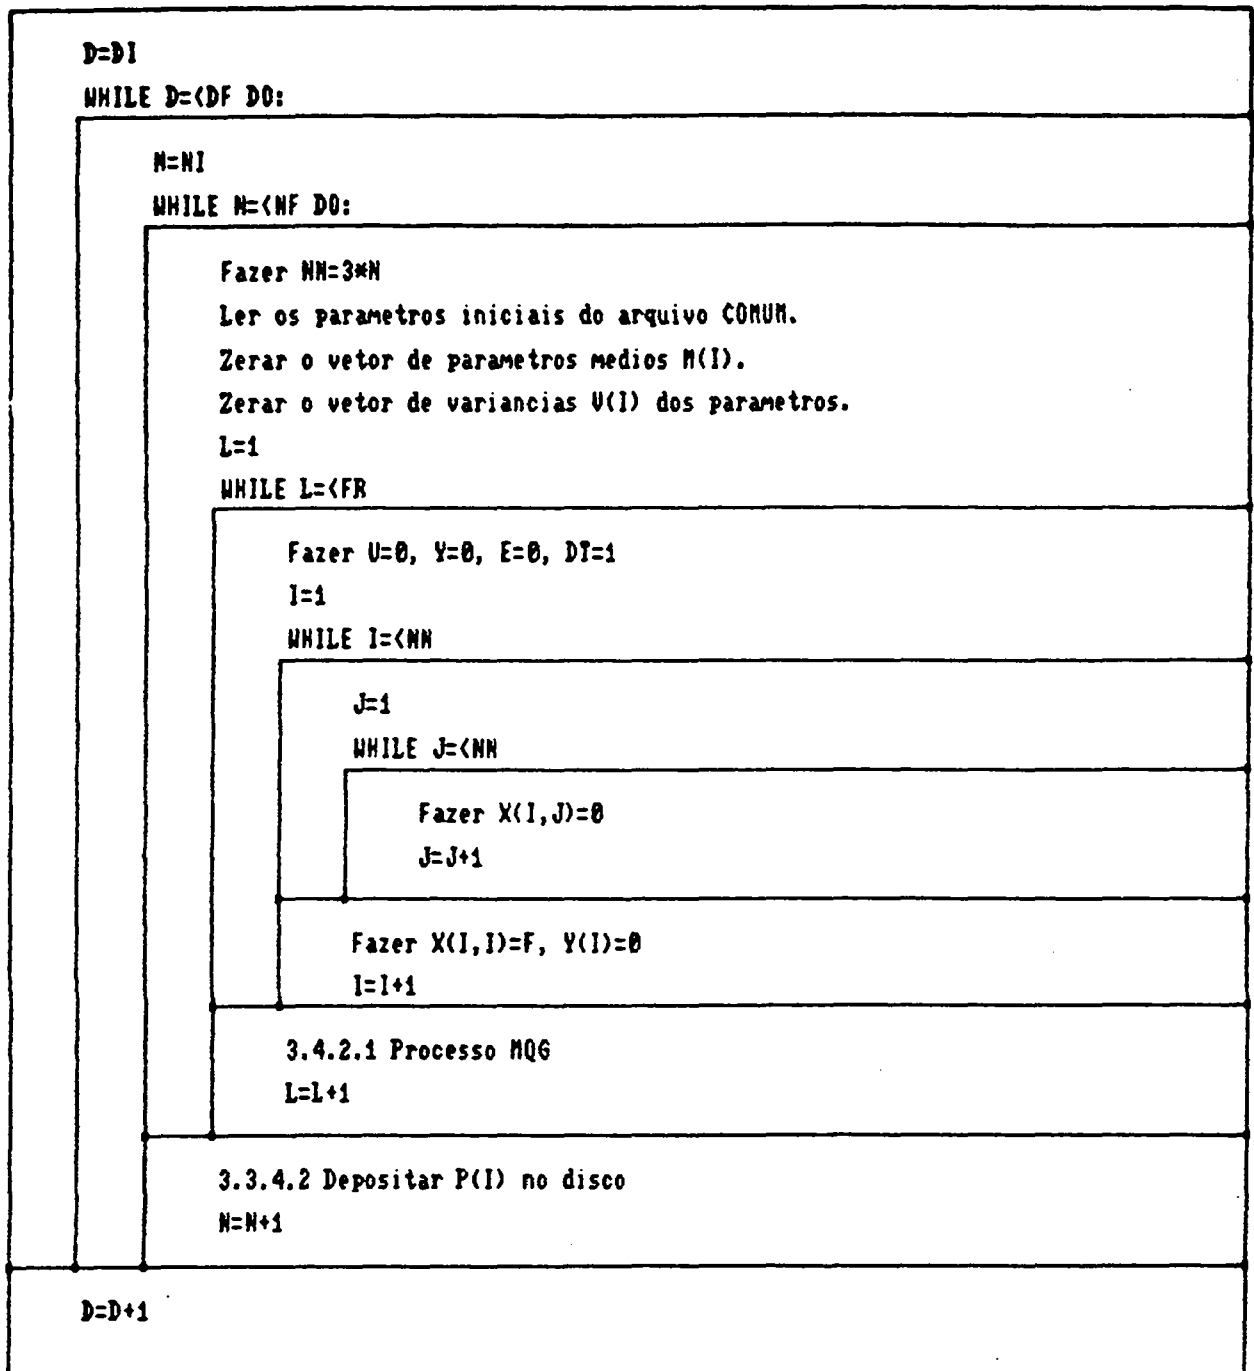 D=DI
WHILE D=<DF DO:
N=NI
WHILE N=<NF DO:
Fazer NN=3*N
Ler os parametros iniciais do arquivo COMUM.
Zerar o vetor de parametros medios M(I).
Zerar o vetor de variancias V(I) dos parametros.
L=1
WHILE L=<FR
Fazer U=0, Y=0, E=0, DT=1
I=1
WHILE I=<NN
J=1
WHILE J=<NN
Fazer X(I,J)=0
J=J+1
Fazer X(I,I)=F, Y(I)=0
I=I+1
3.4.2.1 Processo MQG
L=L+1
3.3.4.2 Depositar P(I) no disco
N=N+1
D=D+1